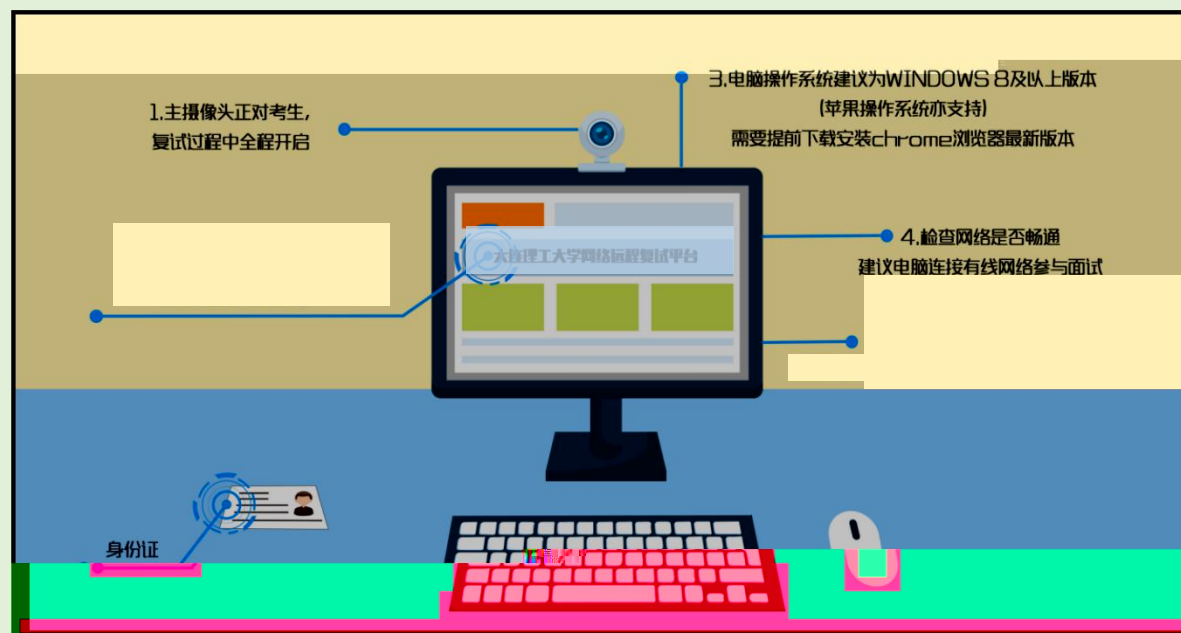 1.主摄像头正对考生,
复试过程中全程开启
3.电脑操作系统建议为WINDOWS 8及以上版本
(苹果操作系统亦支持)
需要提前下载安装chrome浏览器最新版本
大连理工大学网络远程复试平台
4.检查网络是否畅通
建议电脑连接有线网络参与面试
身份证